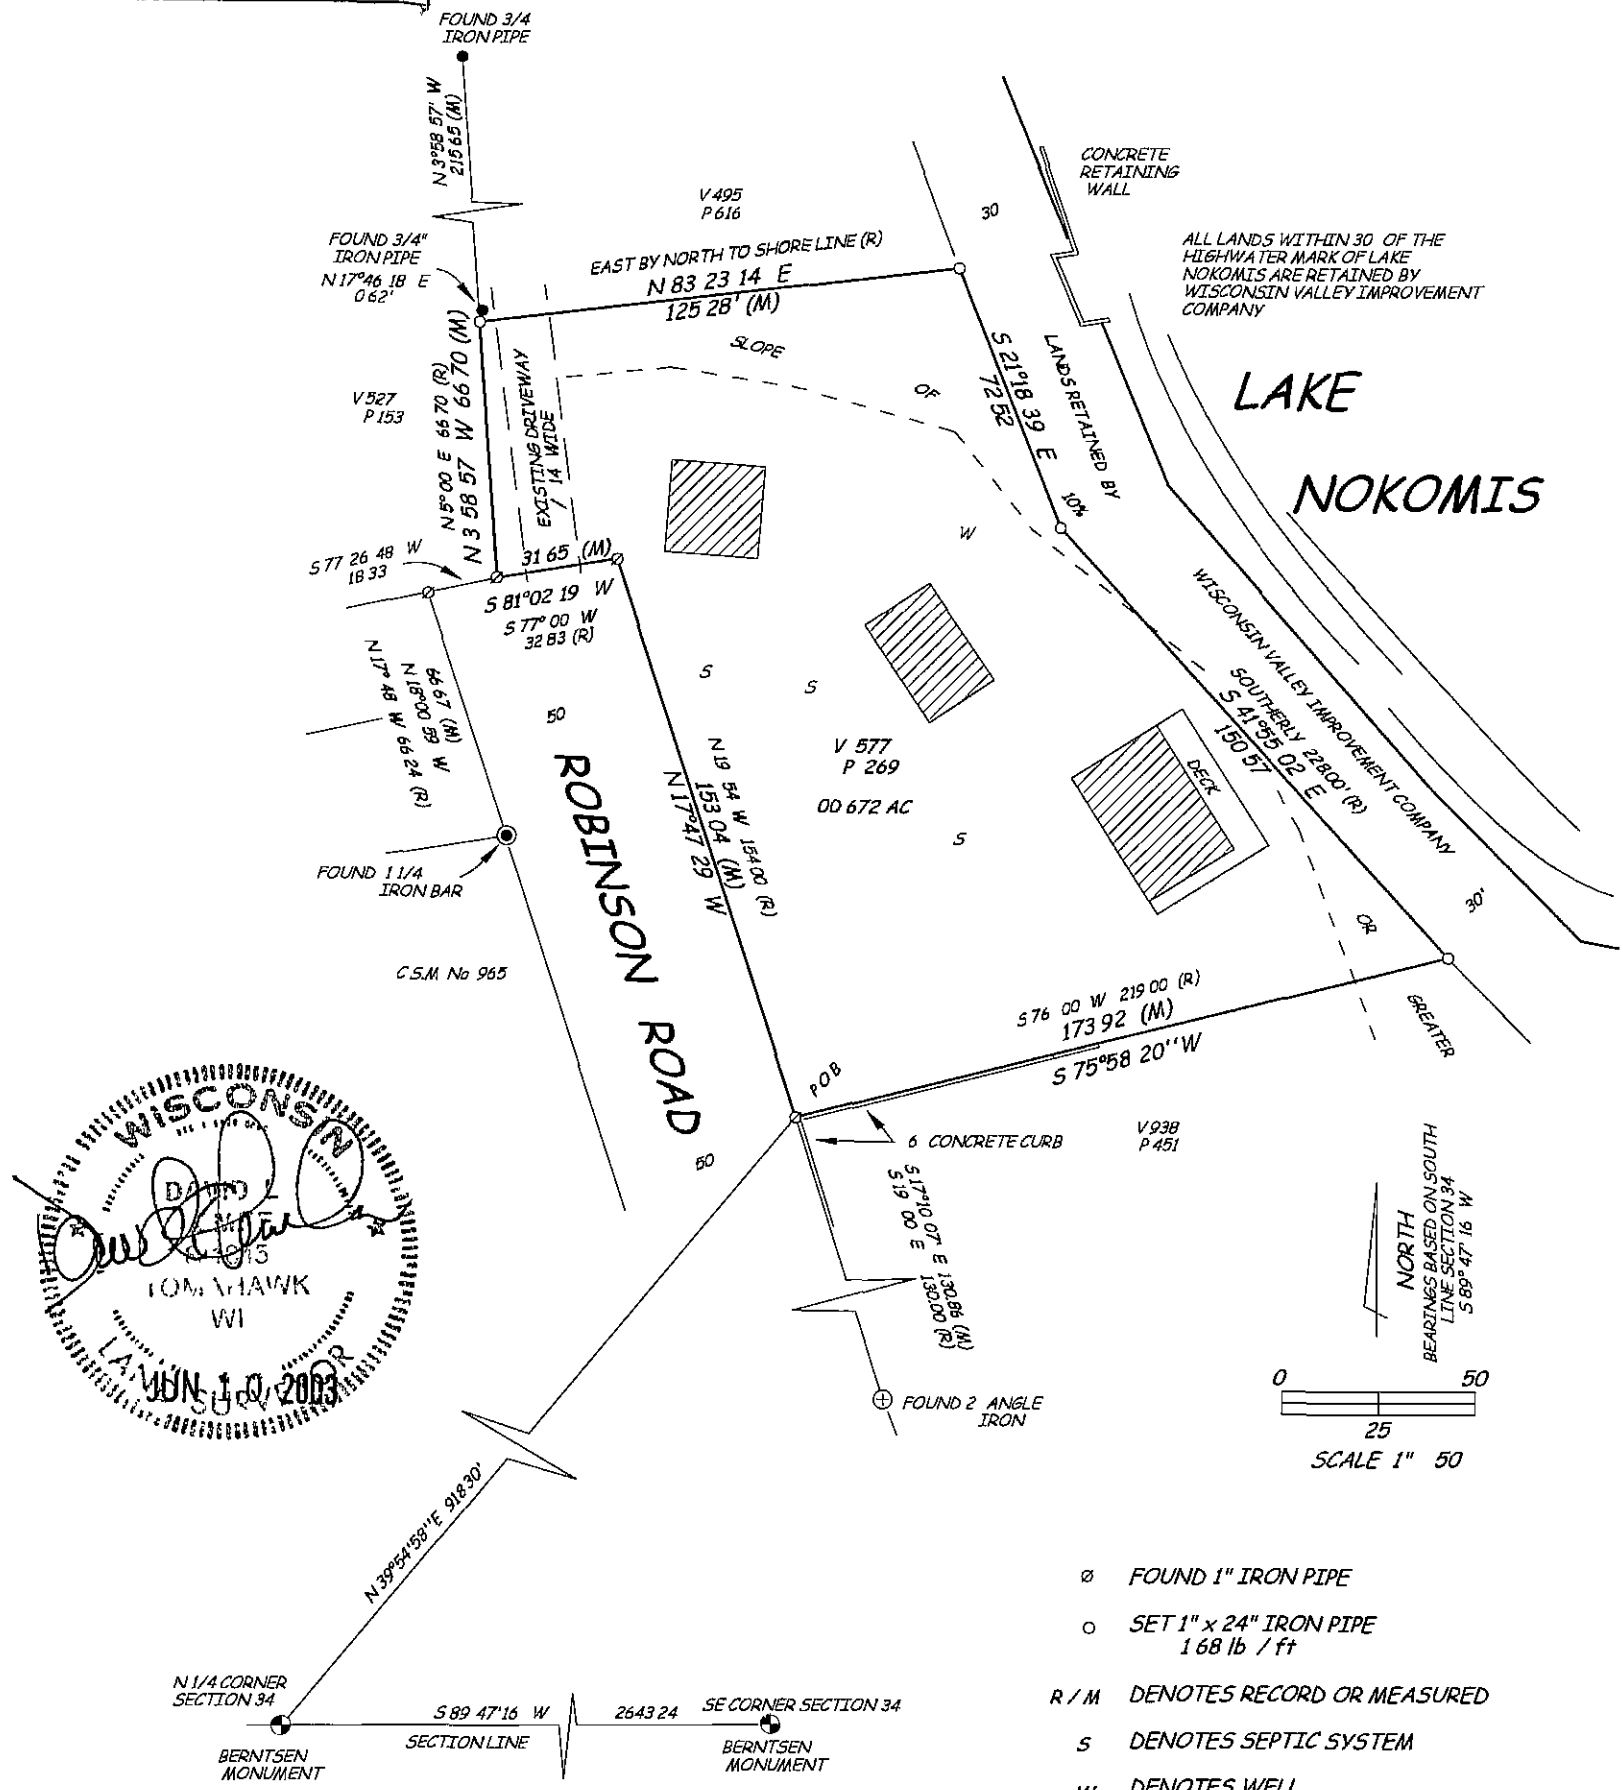 FOUND 3/4
IRON PIPE
N 3°58 57' W
215 65 (M)
CONCRETE
RETAINING
WALL
V 495
P 616
30
FOUND 3/4"
IRON PIPE
N 17°46 18 E
0 62'
EAST BY NORTH TO SHORE LINE (R)
N 83 23 14 E
125 28' (M)
ALL LANDS WITHIN 30 OF THE
HIGHWATER MARK OF LAKE
NOKOMIS ARE RETAINED BY
WISCONSIN VALLEY IMPROVEMENT
COMPANY
SLOPE
OF
10%
OR
GREATER
LAKE
NOKOMIS
V 527
P 153
N 5° 00 E 66 70 (R)
N 3 58 57 W 66 70 (M)
EXISTING DRIVEWAY
14 WIDE
S 21°18 39 E
72 52
LANDS RETAINED BY
WISCONSIN VALLEY IMPROVEMENT COMPANY
W
S 77 26 48 W
18 33
31 65 (M)
S 81°02 19 W
S 77° 00 W
32 83 (R)
66 67 (M)
N 18°00 59 W
N 17° 48 W 66 24 (R)
S
S
50
SOUTHERLY 228.00' (R)
S 41°55 02 E
150 57
V 577
P 269
00 672 AC
DECK
ROBINSON ROAD
N 19 54 W 154 00 (R)
153 04 (M)
N 17°47 29 W
S
FOUND 1 1/4
IRON BAR
30'
C S.M No 965
S 76 00 W 219 00 (R)
173 92 (M)
S 75°58 20'' W
P O B
50
6 CONCRETE CURB
V 938
P 451
S 17°10 07' E 130.86 (M)
S 19 00 E 130.00 (R)
WISCONSIN
TOMAHAWK
WI
LAND SURVEYOR
JUN 10 2003
NORTH
BEARINGS BASED ON SOUTH
LINE SECTION 34
S 89° 47' 16 W
0 50
25
SCALE 1" 50
FOUND 2 ANGLE
IRON
N 39°54'58''E 918 30'
FOUND 1" IRON PIPE
SET 1" x 24" IRON PIPE
1 68 lb / ft
R / M DENOTES RECORD OR MEASURED
S DENOTES SEPTIC SYSTEM
W DENOTES WELL
N 1/4 CORNER
SECTION 34
S 89 47'16 W 2643 24
SECTION LINE
SE CORNER SECTION 34
BERNTSEN
MONUMENT
BERNTSEN
MONUMENT